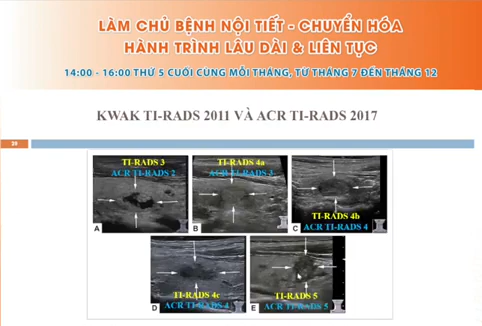 LÀM CHỦ BỆNH NỘI TIẾT - CHUYỂN HÓA
HÀNH TRÌNH LÂU DÀI & LIÊN TỤC
14:00 - 16:00 THỨ 5 CUỐI CÙNG MỖI THÁNG, TỪ THÁNG 7 ĐẾN THÁNG 12
KWAK TI-RADS 2011 VÀ ACR TI-RADS 2017
20
TI-RADS 3
ACR TI-RADS 2
A
TI-RADS 4a
ACR TI-RADS 3
B
TI-RADS 4b
ACR TI-RADS 4
C
TI-RADS 4c
ACR TI-RADS 4
D
TI-RADS 5
ACR TI-RADS 5
E